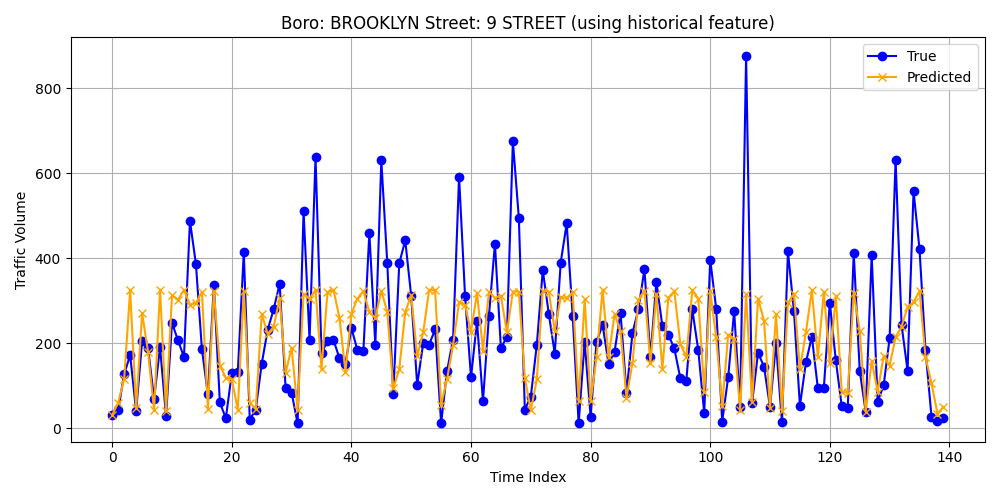 Boro: BROOKLYN Street: 9 STREET (using historical feature)
True
Predicted
Traffic Volume
800
600
400
200
0
0 20 40 60 80 100 120 140
Time Index